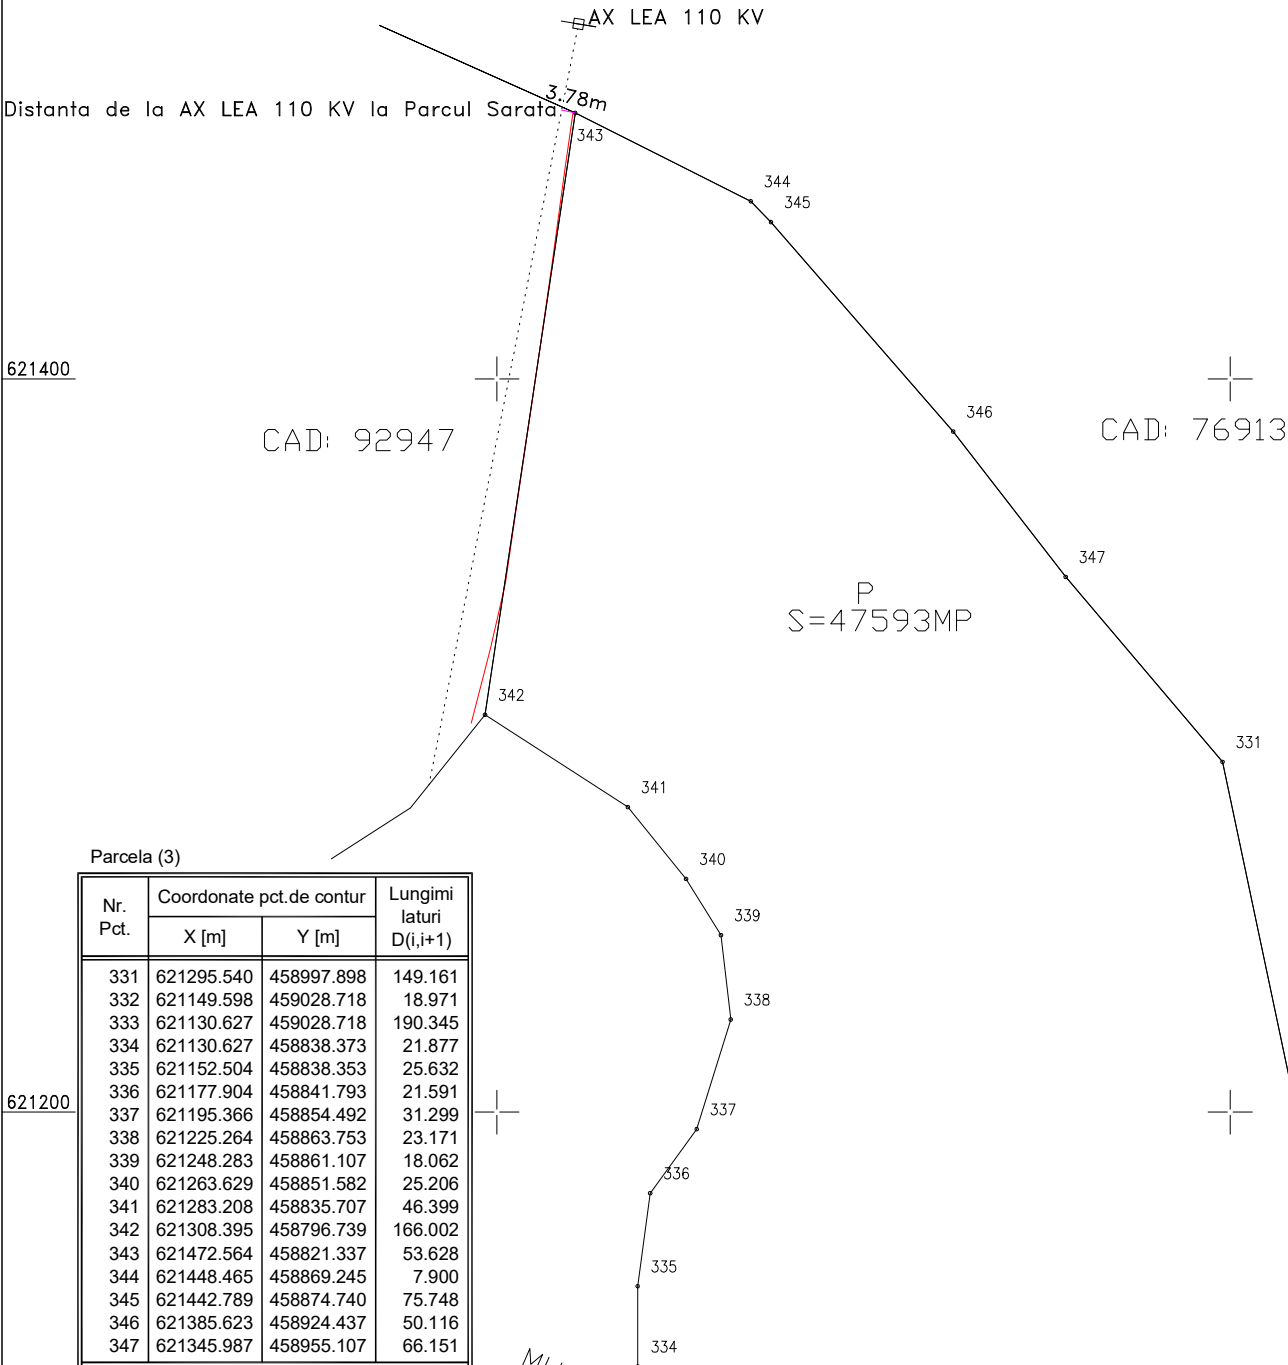 AX LEA 110 KV
Distanta de la AX LEA 110 KV la Parcul Sarata
3.78m
343
344
345
621400
CAD: 92947
346
CAD: 76913
347
P
S=47593MP
342
331
341
340
339
338
621200
337
336
335
334
Parcela (3)
Nr. Pct. Coordonate pct.de contur Lungimi laturi D(i,i+1)
X [m] Y [m]
331 621295.540 458997.898 149.161
332 621149.598 459028.718 18.971
333 621130.627 459028.718 190.345
334 621130.627 458838.373 21.877
335 621152.504 458838.353 25.632
336 621177.904 458841.793 21.591
337 621195.366 458854.492 31.299
338 621225.264 458863.753 23.171
339 621248.283 458861.107 18.062
340 621263.629 458851.582 25.206
341 621283.208 458835.707 46.399
342 621308.395 458796.739 166.002
343 621472.564 458821.337 53.628
344 621448.465 458869.245 7.900
345 621442.789 458874.740 75.748
346 621385.623 458924.437 50.116
347 621345.987 458955.107 66.151